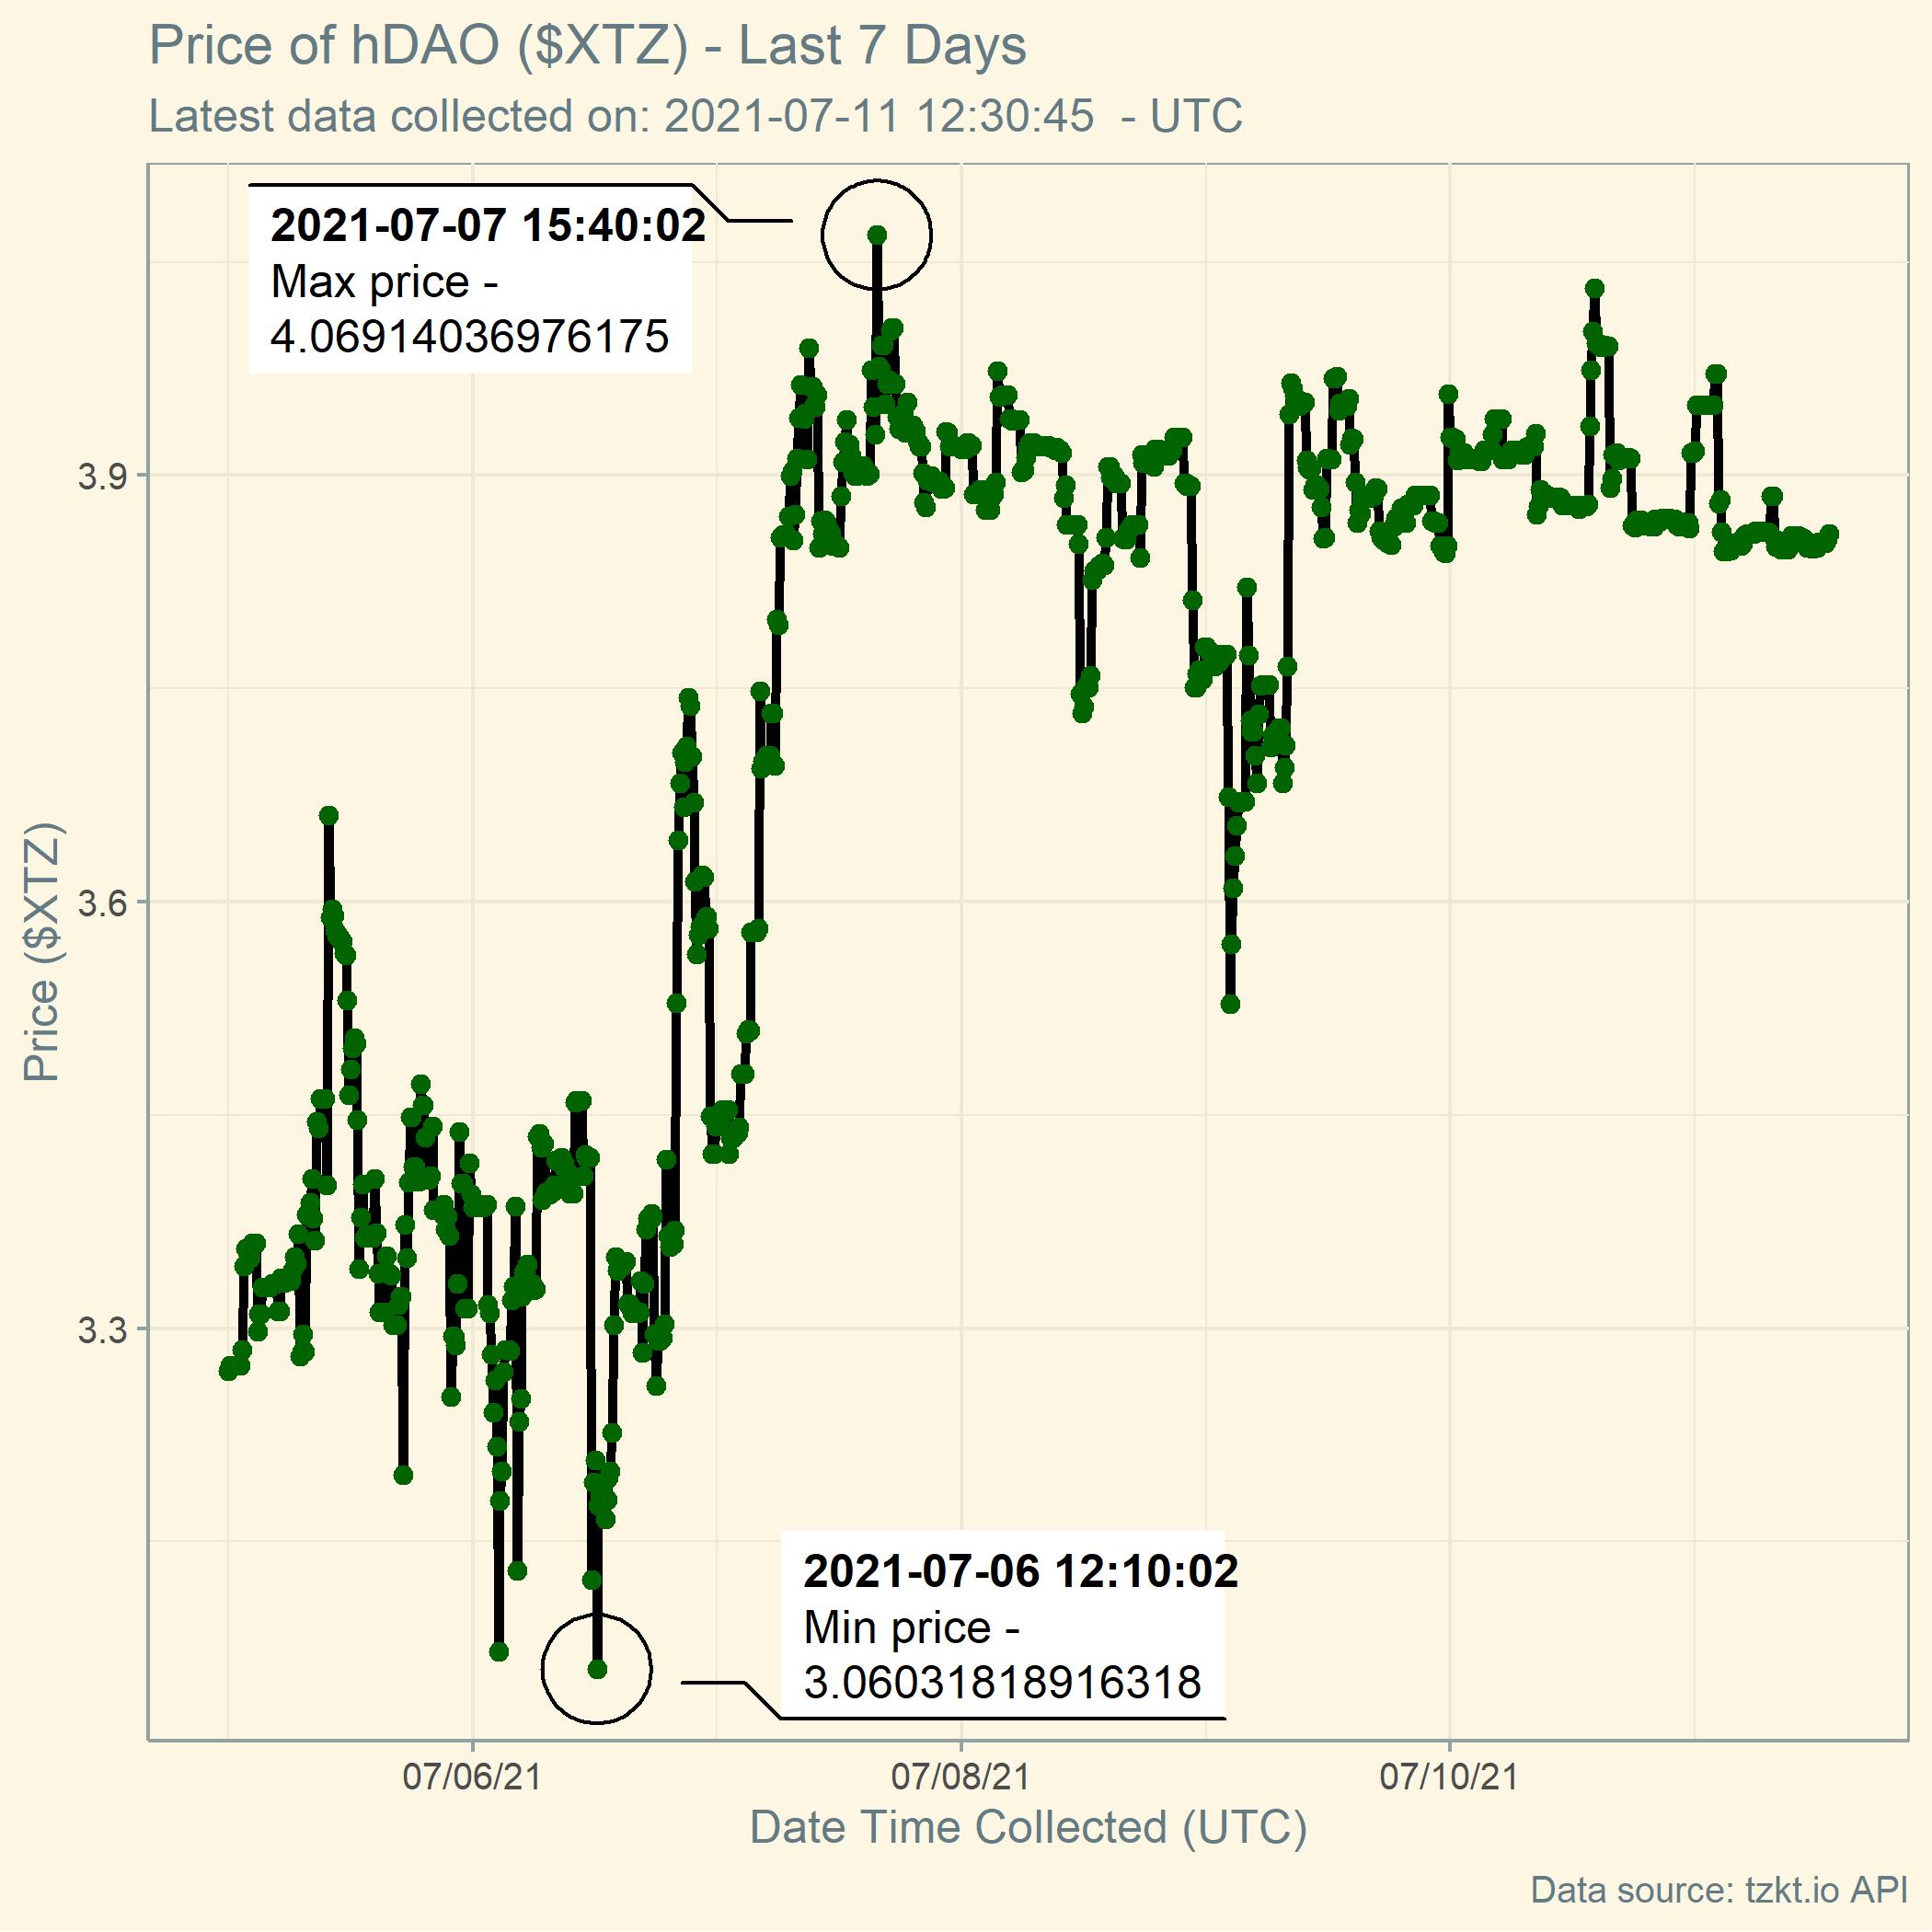 Price of hDAO ($XTZ) - Last 7 Days
Latest data collected on: 2021-07-11 12:30:45  - UTC
2021-07-07 15:40:02
Max price -
4.06914036976175
3.9
3.6
3.3
Price ($XTZ)
2021-07-06 12:10:02
Min price -
3.06031818916318
07/06/21
07/08/21
07/10/21
Date Time Collected (UTC)
Data source: tzkt.io API